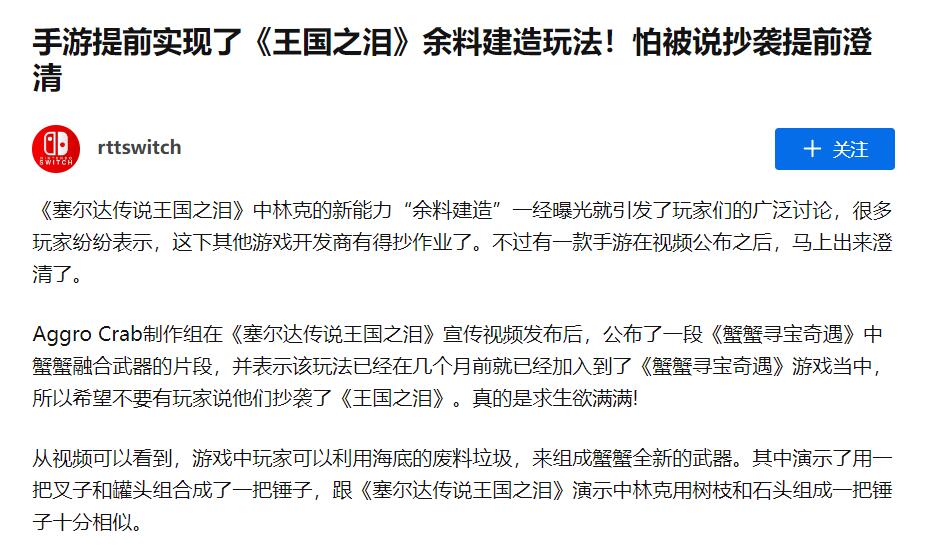 手游提前实现了《王国之泪》余料建造玩法！怕被说抄袭提前澄
清
NINTENDO
SWITCH
rttswitch
+ 关注
《塞尔达传说王国之泪》中林克的新能力“余料建造”一经曝光就引发了玩家们的广泛讨论，很多
玩家纷纷表示，这下其他游戏开发商有得抄作业了。不过有一款手游在视频公布之后，马上出来澄
清了。
Aggro Crab制作组在《塞尔达传说王国之泪》宣传视频发布后，公布了一段《蟹蟹寻宝奇遇》中
蟹蟹融合武器的片段，并表示该玩法已经在几个月前就已经加入到了《蟹蟹寻宝奇遇》游戏当中，
所以希望不要有玩家说他们抄袭了《王国之泪》。真的是求生欲满满!
从视频可以看到，游戏中玩家可以利用海底的废料垃圾，来组成蟹蟹全新的武器。其中演示了用一
把叉子和罐头组合成了一把锤子，跟《塞尔达传说王国之泪》演示中林克用树枝和石头组成一把锤
子十分相似。